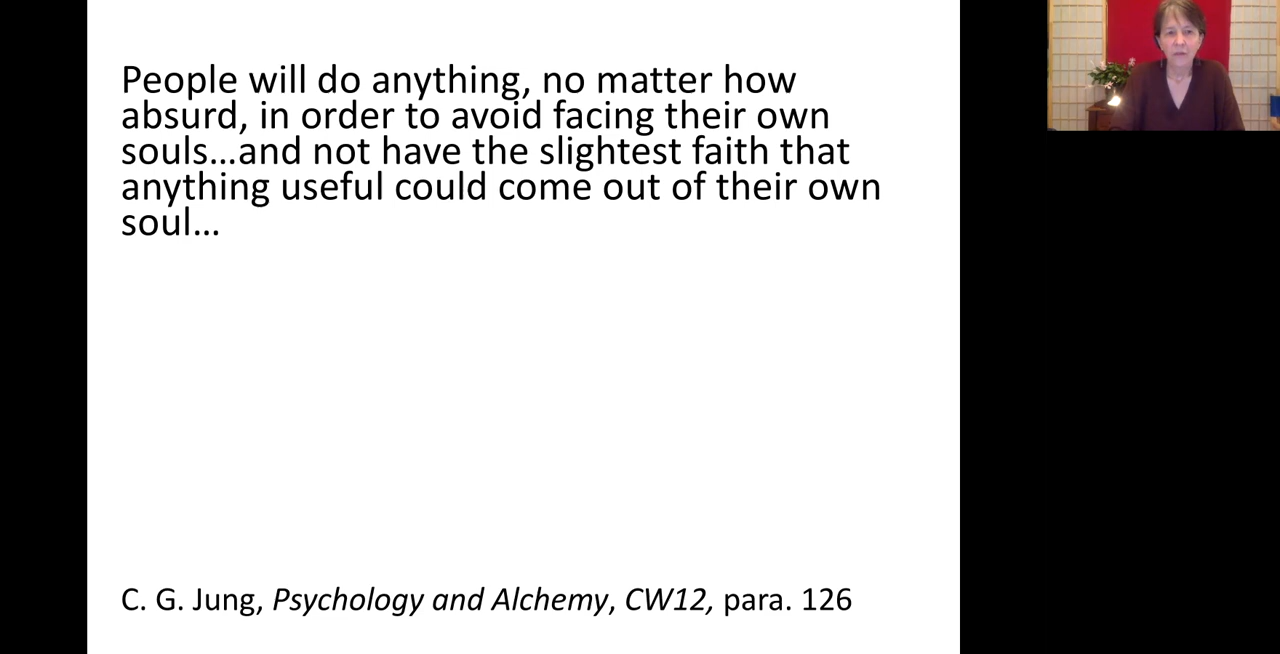 People will do anything, no matter how
absurd, in order to avoid facing their own
souls…and not have the slightest faith that
anything useful could come out of their own
soul…
C. G. Jung, Psychology and Alchemy, CW12, para. 126